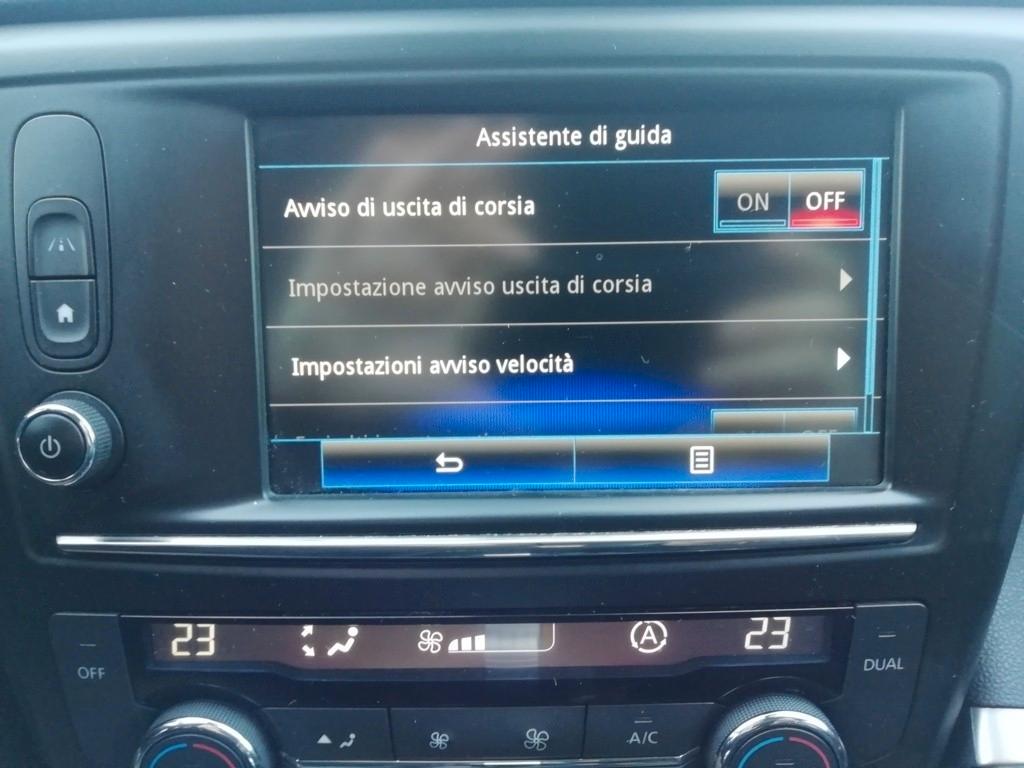 Assistente di guida
Avviso di uscita di corsia
ON OFF
Impostazione avviso uscita di corsia
Impostazioni avviso velocità
23
A
23
OFF
DUAL
A/C